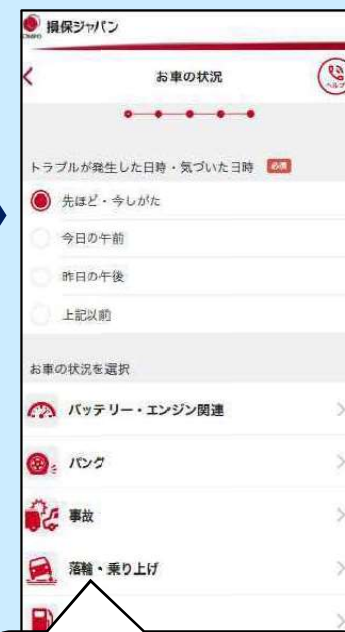 損保ジャパン
お車の状況
ヘルプ
トラブルが発生した日時・気づいた日時 必須
先ほど・今しがた
今日の午前
昨日の午後
上記以前
お車の状況を選択
バッテリー・エンジン関連
パンク
事故
落輪・乗り上げ